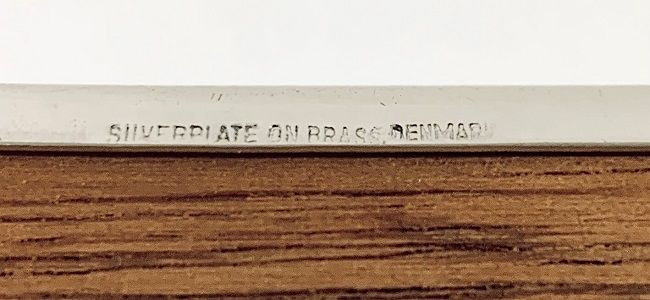 SILVERPLATE ON BRASS, DENMARK